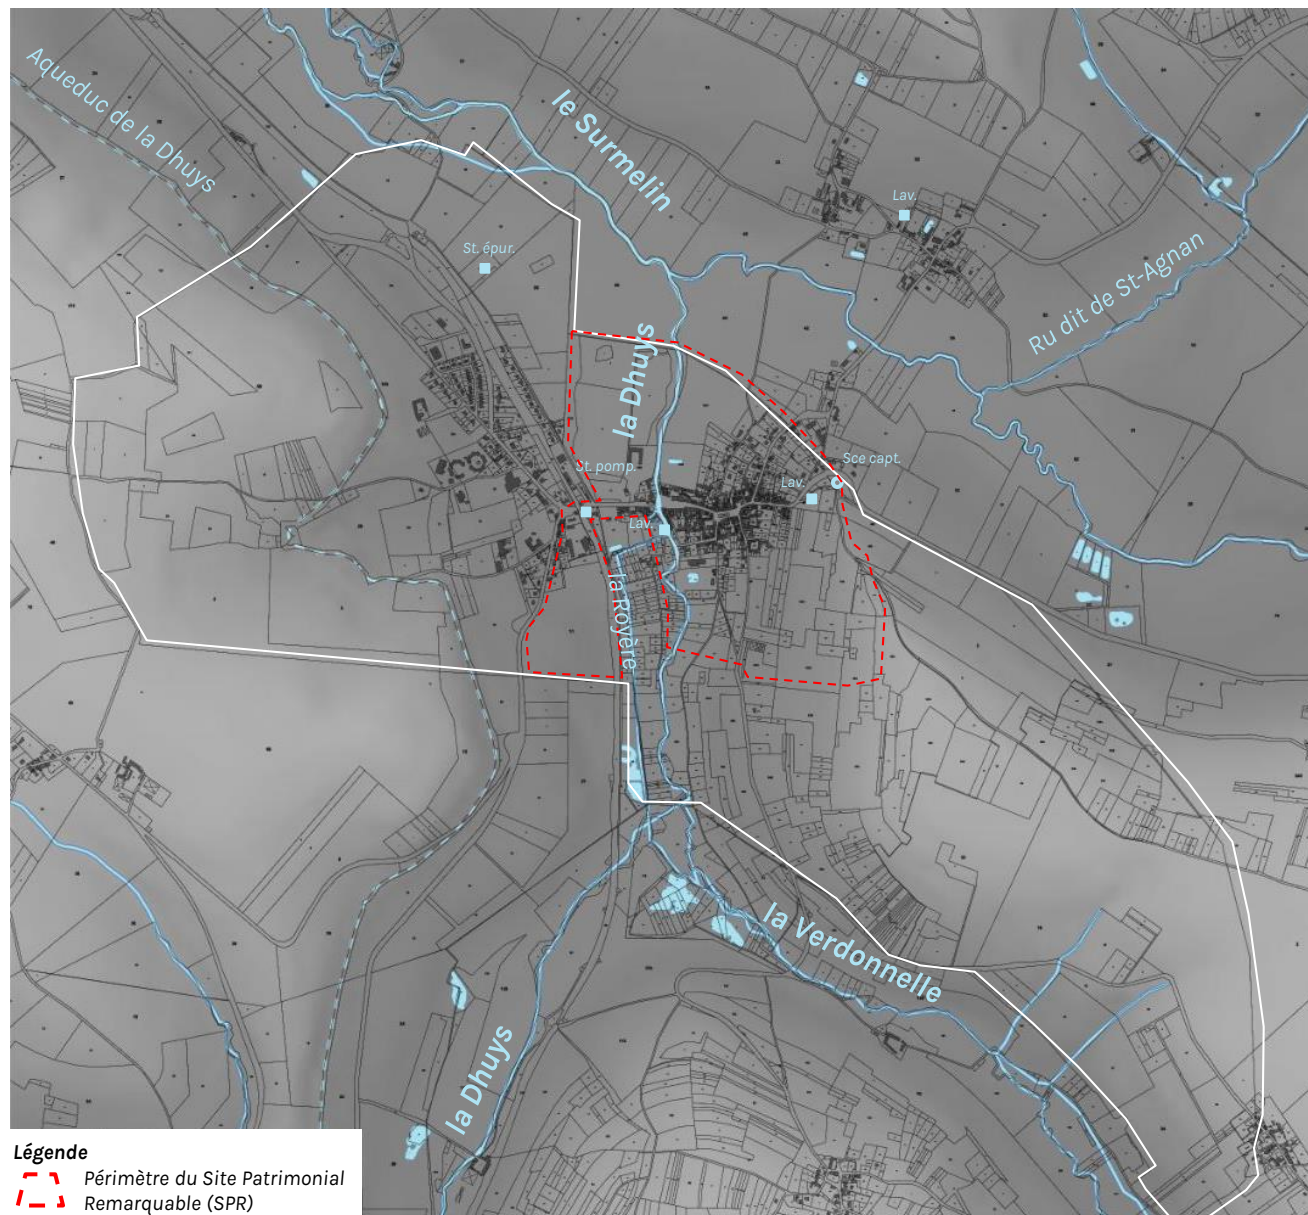 Aqueduc de la Dhuys
le Surmelin
Lav.
St. épur.
Ru dit de St-Agnan
la Dhuys
St. pomp.
Sce capt.
Lav.
Lav.
la Royère
la Verdonnelle
la Dhuys
Légende
Périmètre du Site Patrimonial
Remarquable (SPR)